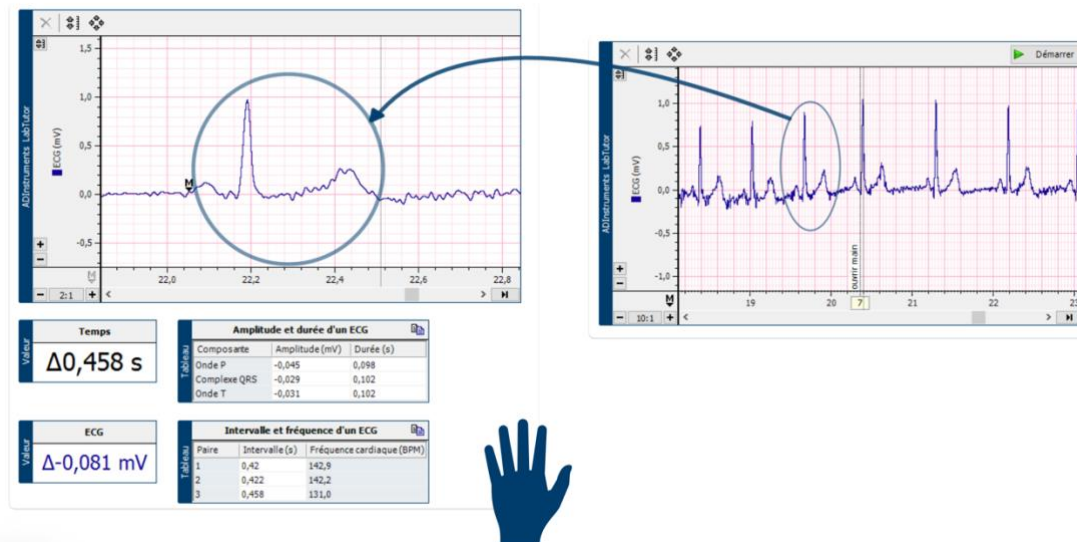 ADInstruments LabTutor
ECG (mV)
1,5
1,0
0,5
0,0
-0,5
M
22,0 22,2 22,4 22,6 22,8
2:1
Valeur
Temps
Δ0,458 s
Tableau
Amplitude et durée d'un ECG
Composante Amplitude (mV) Durée (s)
Onde P -0,045 0,098
Complexe QRS -0,029 0,102
Onde T -0,031 0,102
Valeur
ECG
Δ-0,081 mV
Tableau
Intervalle et fréquence d'un ECG
Paire Intervalle (s) Fréquence cardiaque (BPM)
1 0,42 142,9
2 0,422 142,2
3 0,458 131,0
Démarrer
ADInstruments LabTutor
ECG (mV)
1,0
0,5
0,0
-0,5
-1,0
ouvrir main
M
19 20 7 21 22
10:1